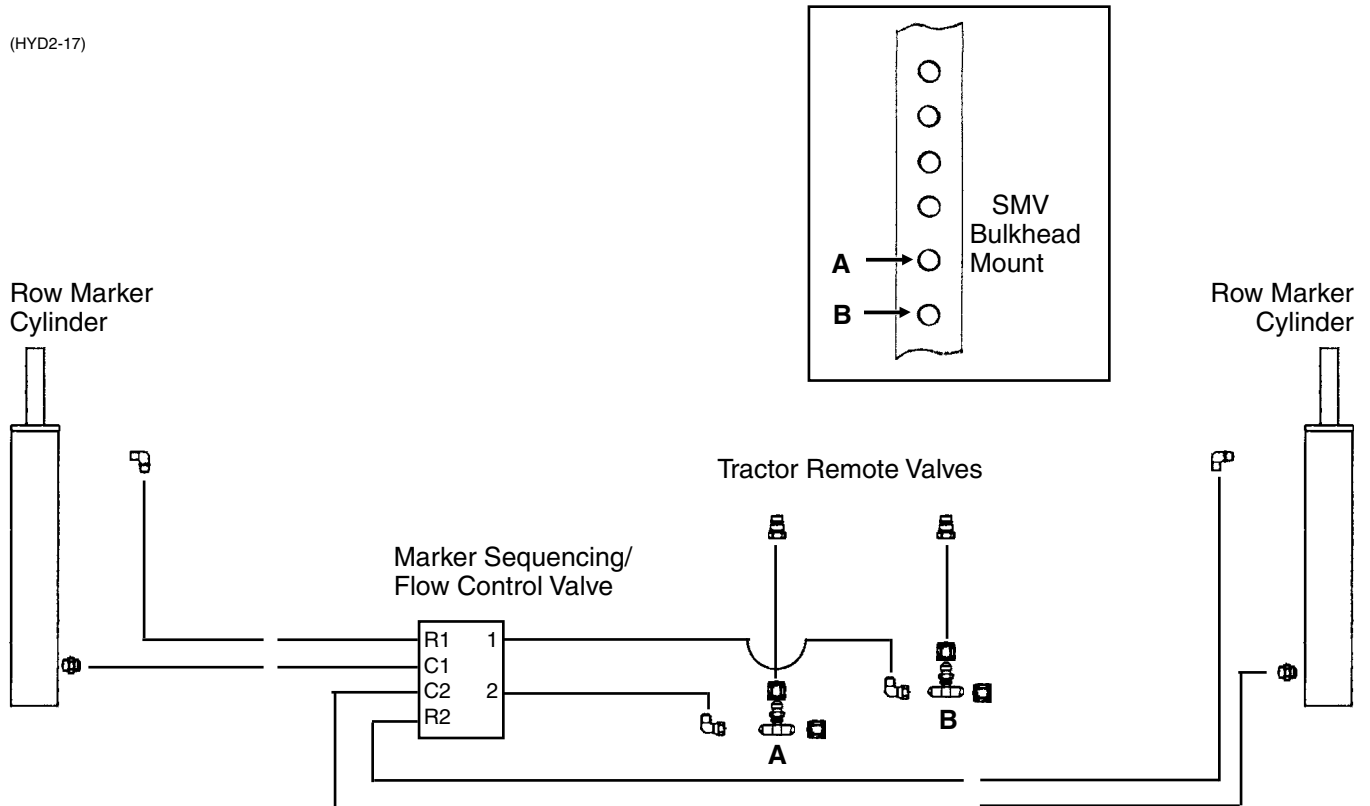 (HYD2-17)
SMV
Bulkhead
Mount
A
B
Row Marker
Cylinder
Row Marker
Cylinder
Tractor Remote Valves
Marker Sequencing/
Flow Control Valve
R1 1
C1
C2 2
R2
A
B